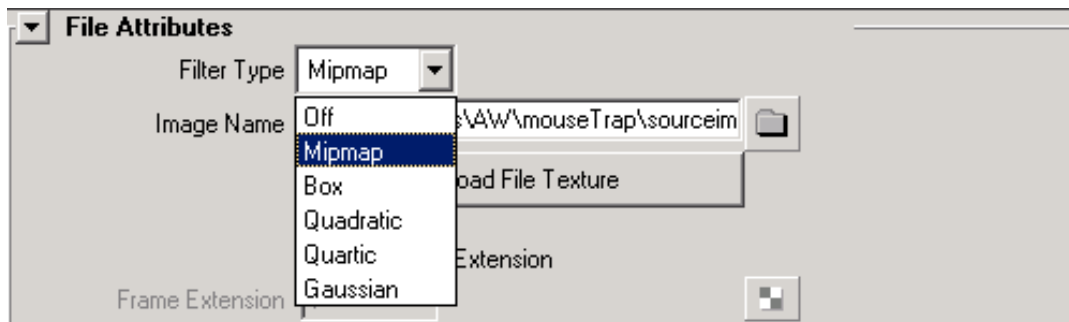 File Attributes
Filter Type Mipmap
Image Name s\AW\mouseTrap\sourceim
Off
Mipmap
Box
Quadratic
Quartic
Gaussian
oad File Texture
Extension
Frame Extension